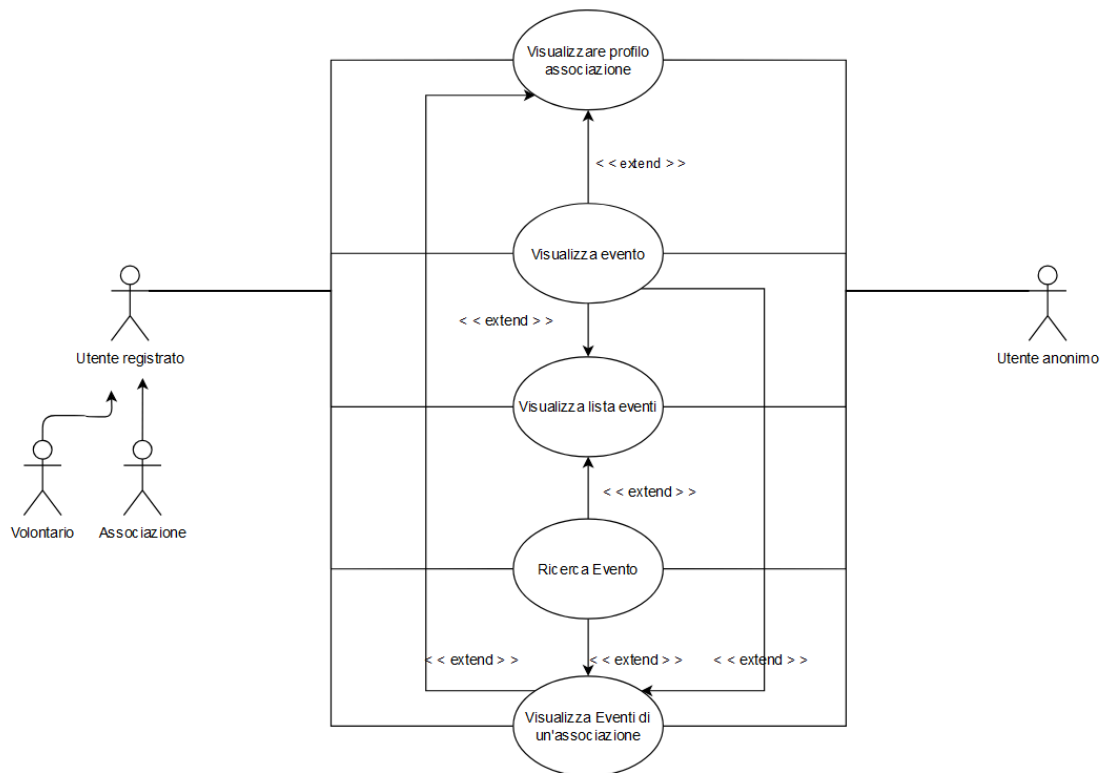 Visualizzare profilo
associazione
< < extend > >
Visualizza evento
< < extend > >
Utente registrato
Utente anonimo
Visualizza lista eventi
< < extend > >
Volontario
Associazione
Ricerca Evento
< < extend > >
< < extend > >
< < extend > >
Visualizza Eventi di
un'associazione